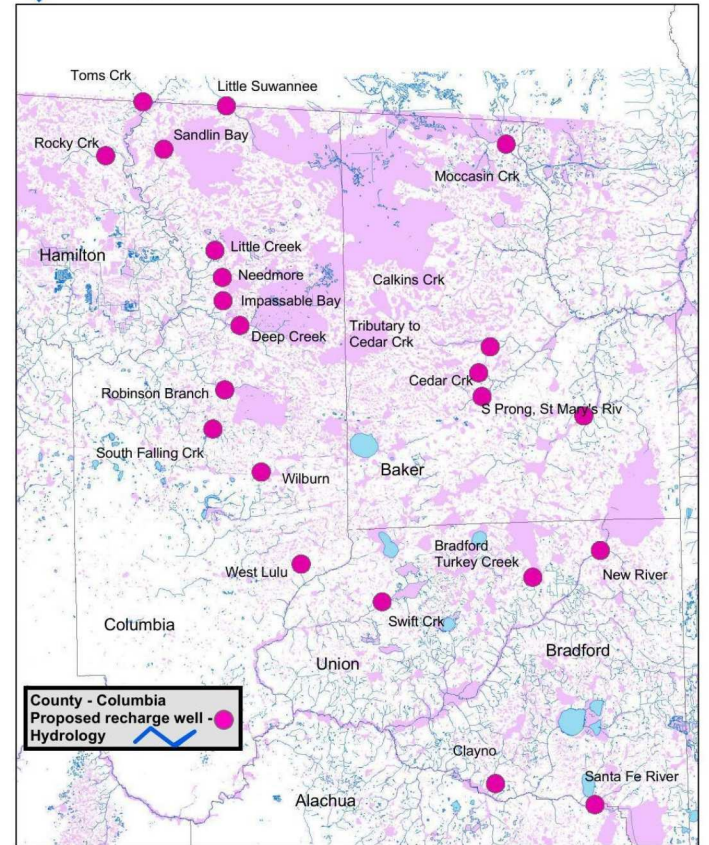 Toms Crk
Little Suwannee
Rocky Crk
Sandlin Bay
Moccasin Crk
Hamilton
Little Creek
Needmore
Calkins Crk
Impassable Bay
Tributary to
Cedar Crk
Deep Creek
Cedar Crk
Robinson Branch
S Prong, St Mary's Riv
South Falling Crk
Baker
Wilburn
Bradford
Turkey Creek
West Lulu
New River
Swift Crk
Columbia
Union
Bradford
County - Columbia
Proposed recharge well -
Hydrology
Clayno
Santa Fe River
Alachua